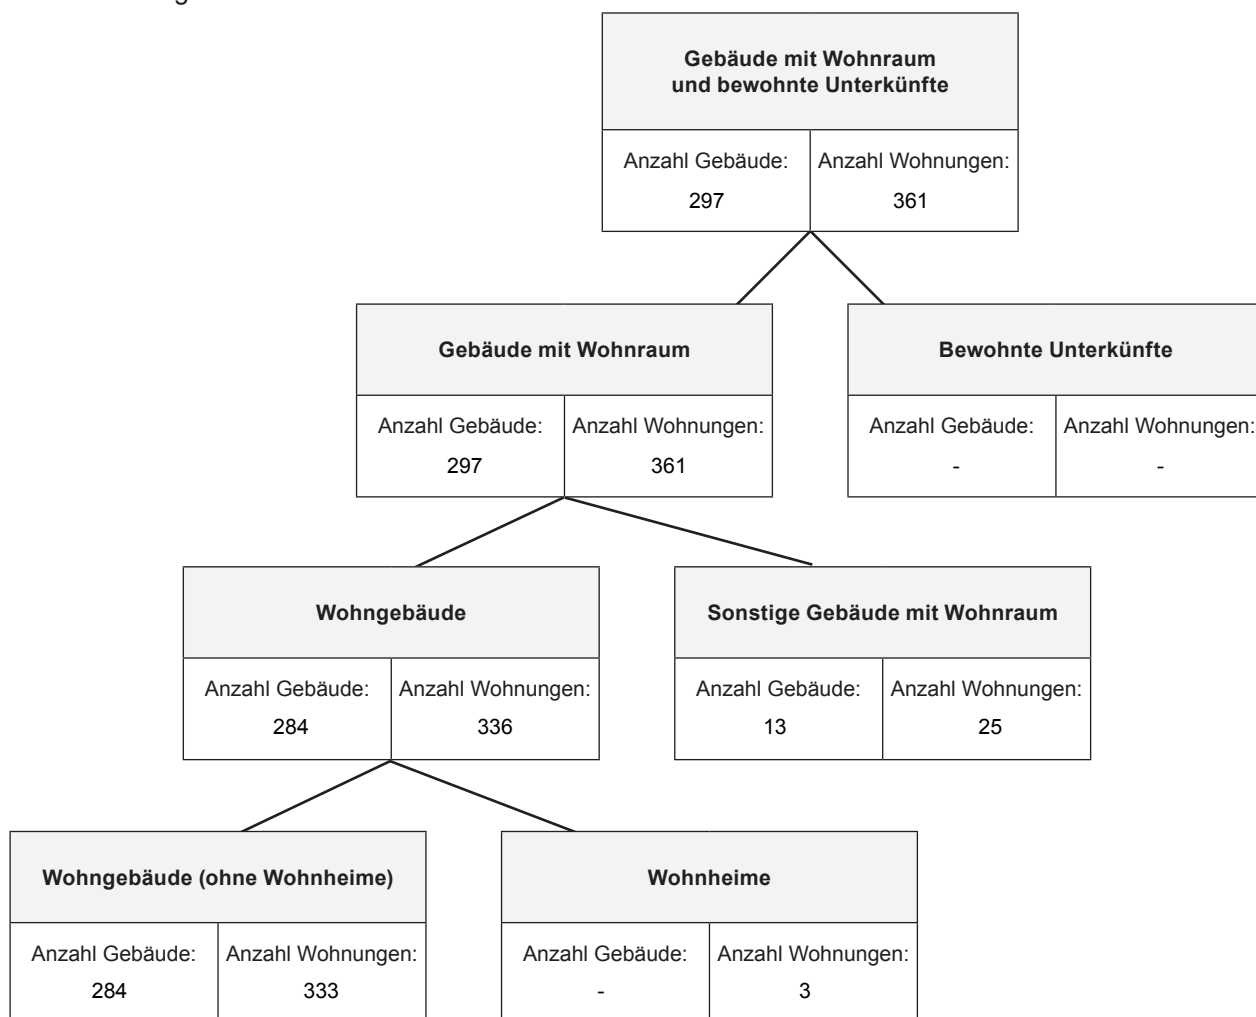 Gebäude mit Wohnraum
und bewohnte Unterkünfte
Anzahl Gebäude: Anzahl Wohnungen:
297 361
Gebäude mit Wohnraum
Anzahl Gebäude: Anzahl Wohnungen:
297 361
Bewohnte Unterkünfte
Anzahl Gebäude: Anzahl Wohnungen:
- -
Wohngebäude
Anzahl Gebäude: Anzahl Wohnungen:
284 336
Sonstige Gebäude mit Wohnraum
Anzahl Gebäude: Anzahl Wohnungen:
13 25
Wohngebäude (ohne Wohnheime)
Anzahl Gebäude: Anzahl Wohnungen:
284 333
Wohnheime
Anzahl Gebäude: Anzahl Wohnungen:
- 3